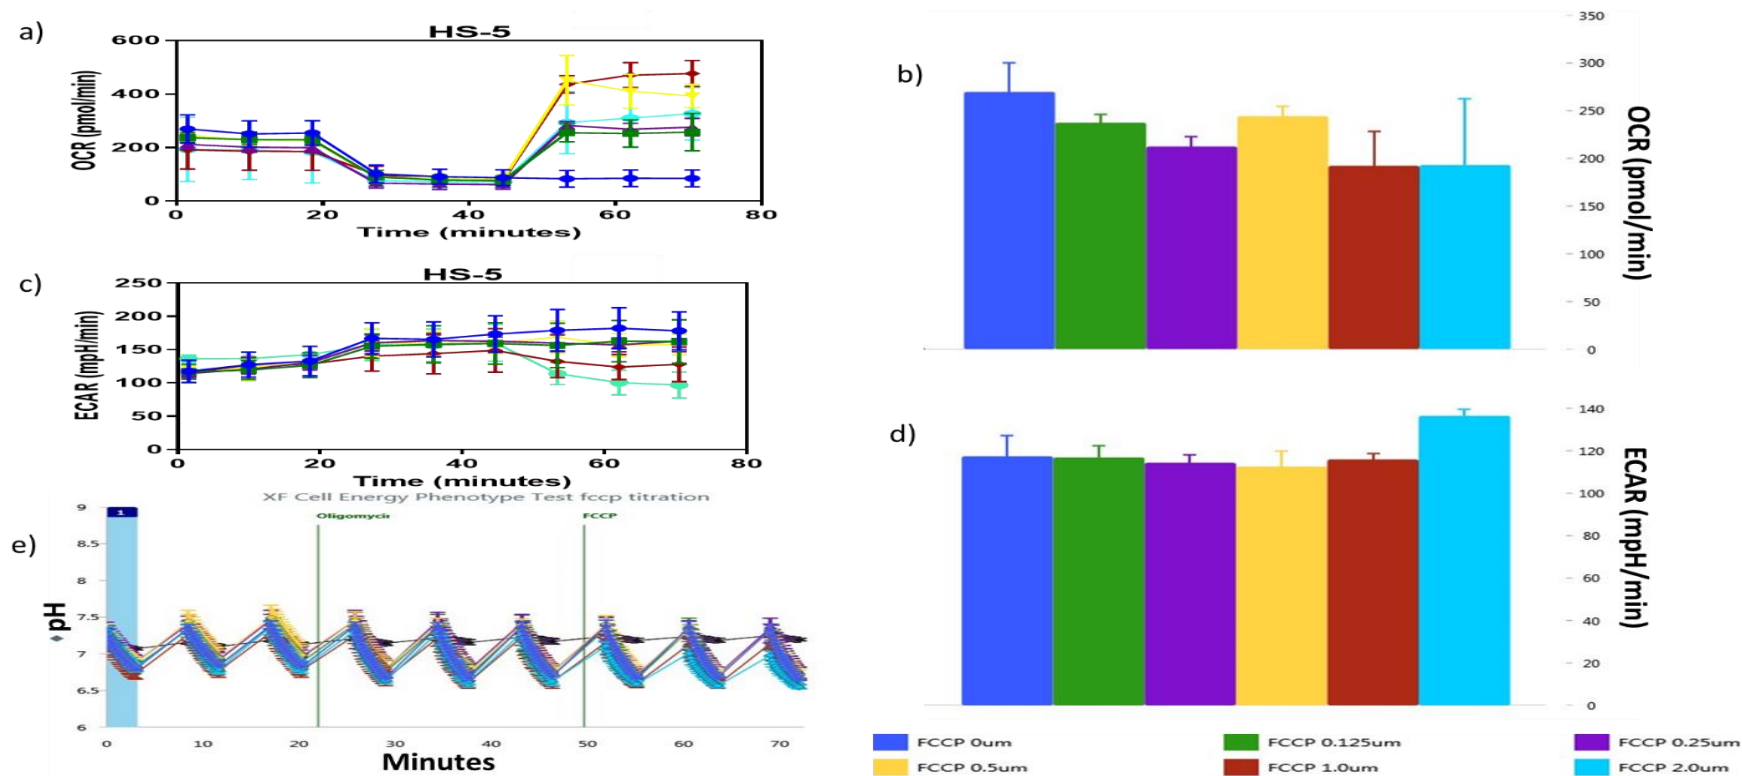 a)
HS-5
600
400
200
0
0 20 40 60 80
OCR (pmol/min)
Time (minutes)
b)
350
300
250
200
150
100
50
0
OCR (pmol/min)
c)
HS-5
250
200
150
100
50
0
0 20 40 60 80
ECAR (mpH/min)
Time (minutes)
d)
140
120
100
80
60
40
20
0
ECAR (mpH/min)
e)
XF Cell Energy Phenotype Test fccp titration
1
Oligomycir
FCCP
9
8.5
8
7.5
7
6.5
6
pH
0 10 20 30 40 50 60 70
Minutes
FCCP 0um
FCCP 0.125um
FCCP 0.25um
FCCP 0.5um
FCCP 1.0um
FCCP 2.0um